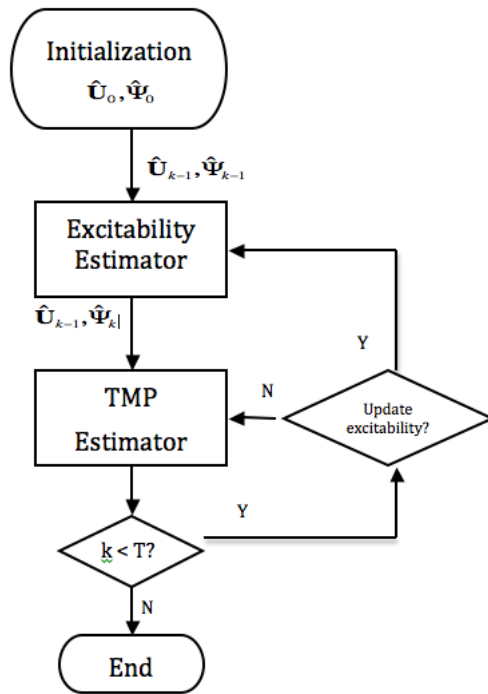 Initialization
Û₀,Ψ̂₀
Ûₖ₋₁,Ψ̂ₖ₋₁
Excitability
Estimator
Ûₖ₋₁,Ψ̂ₖ|
Y
N
TMP
Estimator
Update
excitability?
Y
k < T?
N
End